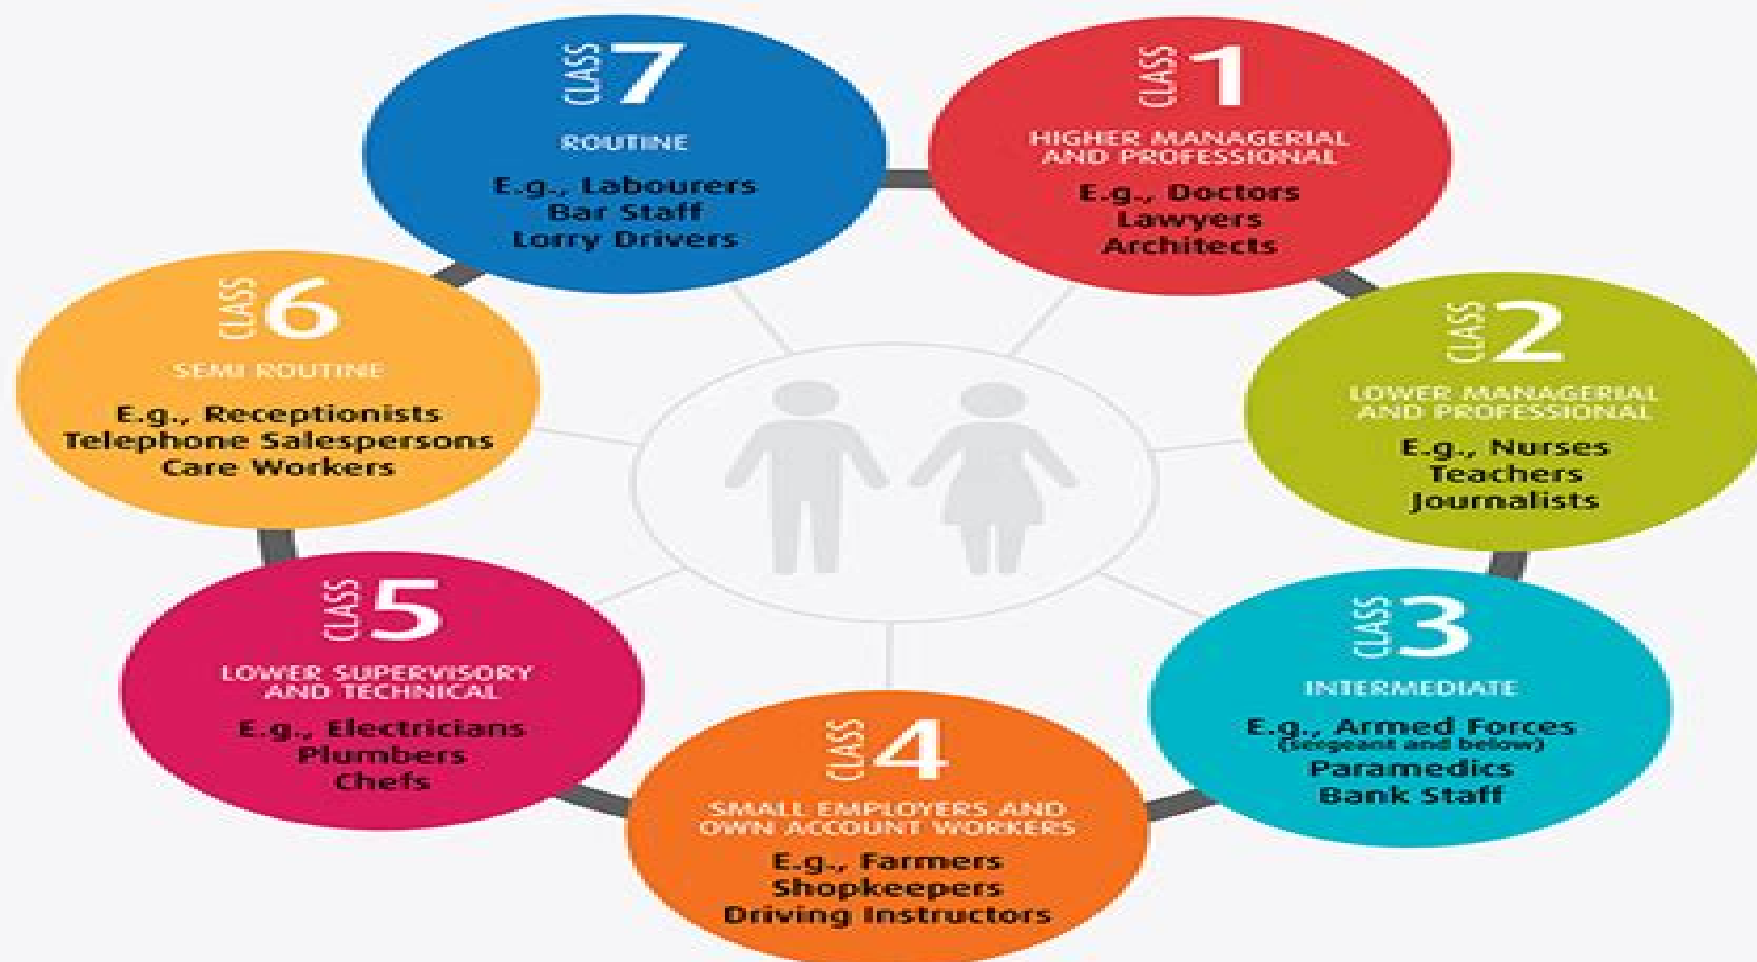 CLASS 1
HIGHER MANAGERIAL
AND PROFESSIONAL
E.g., Doctors
Lawyers
Architects
CLASS 2
LOWER MANAGERIAL
AND PROFESSIONAL
E.g., Nurses
Teachers
Journalists
CLASS 3
INTERMEDIATE
E.g., Armed Forces
(sergeant and below)
Paramedics
Bank Staff
CLASS 4
SMALL EMPLOYERS AND
OWN ACCOUNT WORKERS
E.g., Farmers
Shopkeepers
Driving Instructors
CLASS 5
LOWER SUPERVISORY
AND TECHNICAL
E.g., Electricians
Plumbers
Chefs
CLASS 6
SEMI ROUTINE
E.g., Receptionists
Telephone Salespersons
Care Workers
CLASS 7
ROUTINE
E.g., Labourers
Bar Staff
Lorry Drivers